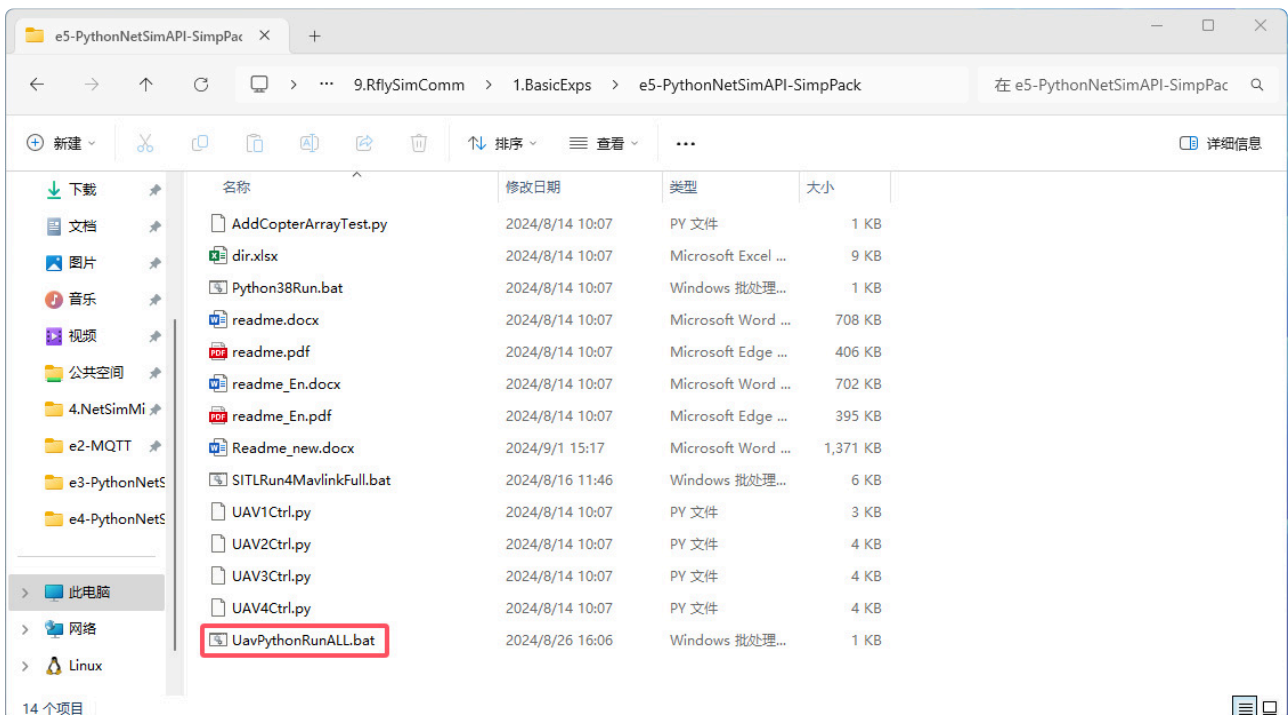 e5-PythonNetSimAPI-SimpPac
··· 9.RflySimComm > 1.BasicExps > e5-PythonNetSimAPI-SimpPack 在 e5-PythonNetSimAPI-SimpPac
新建 排序 查看 ··· 详细信息
名称 修改日期 类型 大小
下载
文档
图片
音乐
视频
公共空间
4.NetSimMi
e2-MQTT
e3-PythonNetS
e4-PythonNetS
此电脑
网络
Linux
AddCopterArrayTest.py 2024/8/14 10:07 PY 文件 1 KB
dir.xlsx 2024/8/14 10:07 Microsoft Excel ... 9 KB
Python38Run.bat 2024/8/14 10:07 Windows 批处理... 1 KB
readme.docx 2024/8/14 10:07 Microsoft Word ... 708 KB
readme.pdf 2024/8/14 10:07 Microsoft Edge ... 406 KB
readme_En.docx 2024/8/14 10:07 Microsoft Word ... 702 KB
readme_En.pdf 2024/8/14 10:07 Microsoft Edge ... 395 KB
Readme_new.docx 2024/9/1 15:17 Microsoft Word ... 1,371 KB
SITLRun4MavlinkFull.bat 2024/8/16 11:46 Windows 批处理... 6 KB
UAV1Ctrl.py 2024/8/14 10:07 PY 文件 3 KB
UAV2Ctrl.py 2024/8/14 10:07 PY 文件 4 KB
UAV3Ctrl.py 2024/8/14 10:07 PY 文件 4 KB
UAV4Ctrl.py 2024/8/14 10:07 PY 文件 4 KB
UavPythonRunALL.bat 2024/8/26 16:06 Windows 批处理... 1 KB
14 个项目